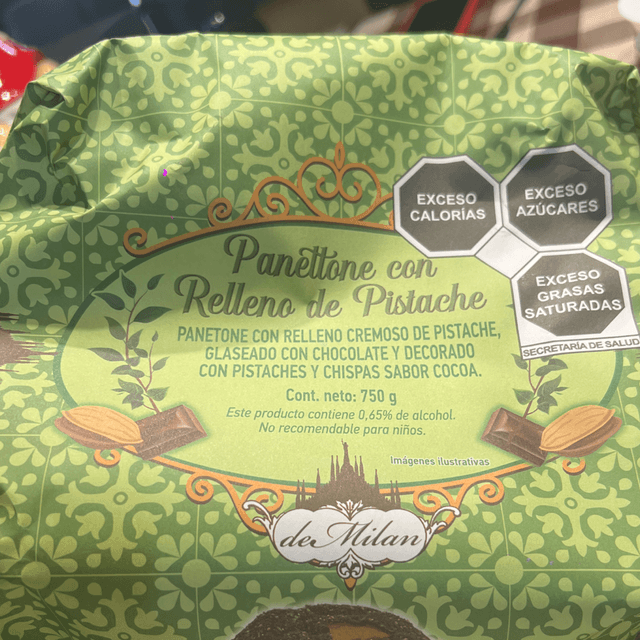 EXCESO
CALORÍAS
EXCESO
AZÚCARES
EXCESO
GRASAS
SATURADAS
SECRETARÍA DE SALUD
Panettone con
Relleno de Pistache
PANETONE CON RELLENO CREMOSO DE PISTACHE,
GLASEADO CON CHOCOLATE Y DECORADO
CON PISTACHES Y CHISPAS SABOR COCOA.
Cont. neto: 750 g
Este producto contiene 0,65% de alcohol.
No recomendable para niños.
Imágenes ilustrativas
de Milan